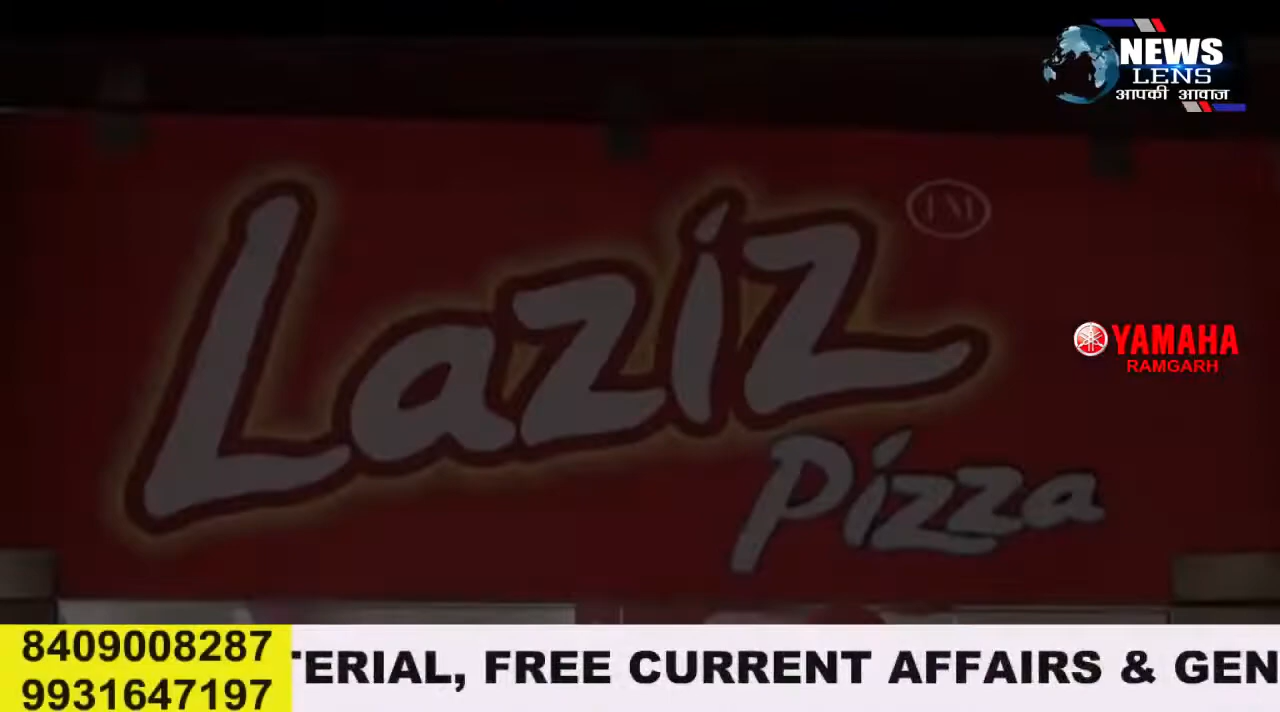 NEWS
LENS
आपकी आवाज
Laziz
Pizza
YAMAHA
RAMGARH
8409008287
9931647197
TERIAL, FREE CURRENT AFFAIRS & GEN